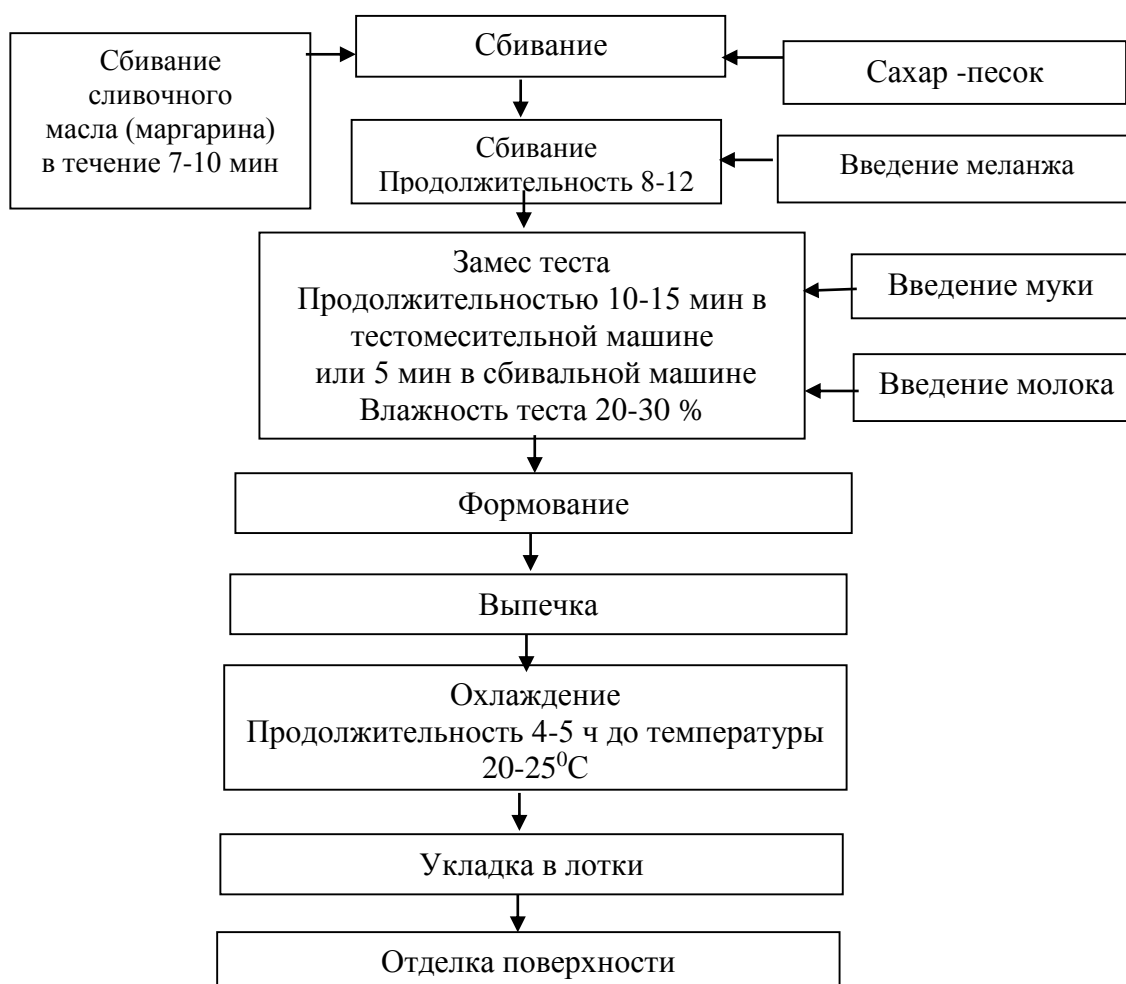 Сбивание
сливочного
масла (маргарина)
в течение 7-10 мин
Сбивание
Сахар -песок
Сбивание
Продолжительность 8-12
Введение меланжа
Замес теста
Продолжительностью 10-15 мин в
тестомесительной машине
или 5 мин в сбивальной машине
Влажность теста 20-30 %
Введение муки
Введение молока
Формование
Выпечка
Охлаждение
Продолжительность 4-5 ч до температуры
20-25⁰С
Укладка в лотки
Отделка поверхности